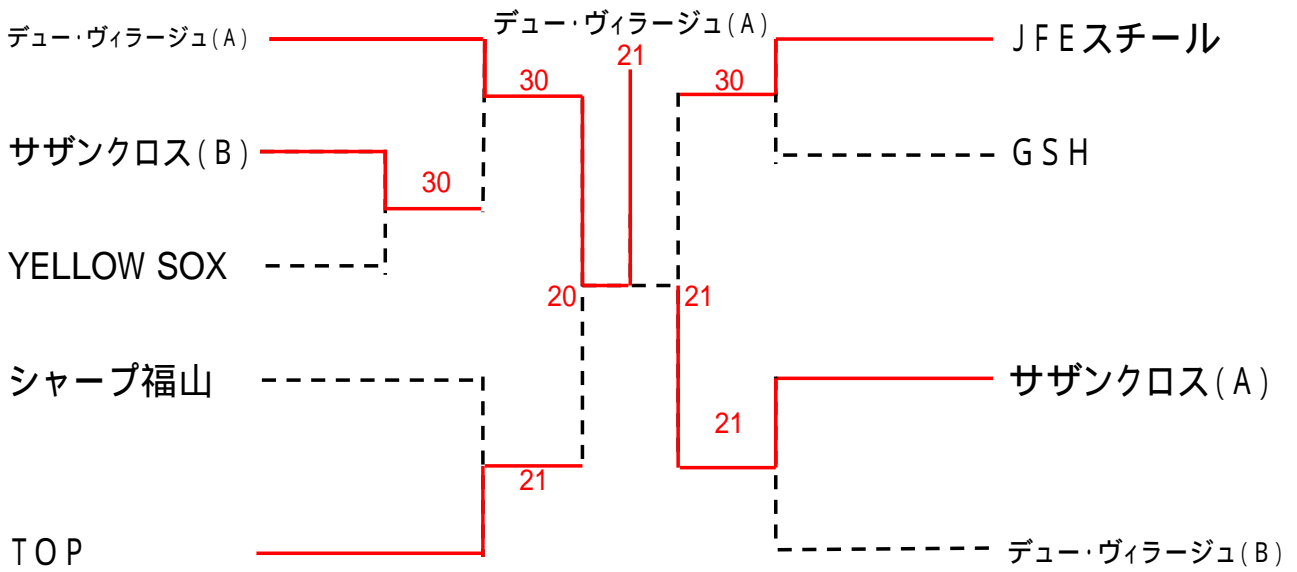 デュー・ヴィラージュ(A)
21
デュー・ヴィラージュ(A)
サザンクロス(B)
YELLOW SOX
シャープ福山
TOP
30
30
20
21
30
21
21
JFEスチール
GSH
サザンクロス(A)
デュー・ヴィラージュ(B)